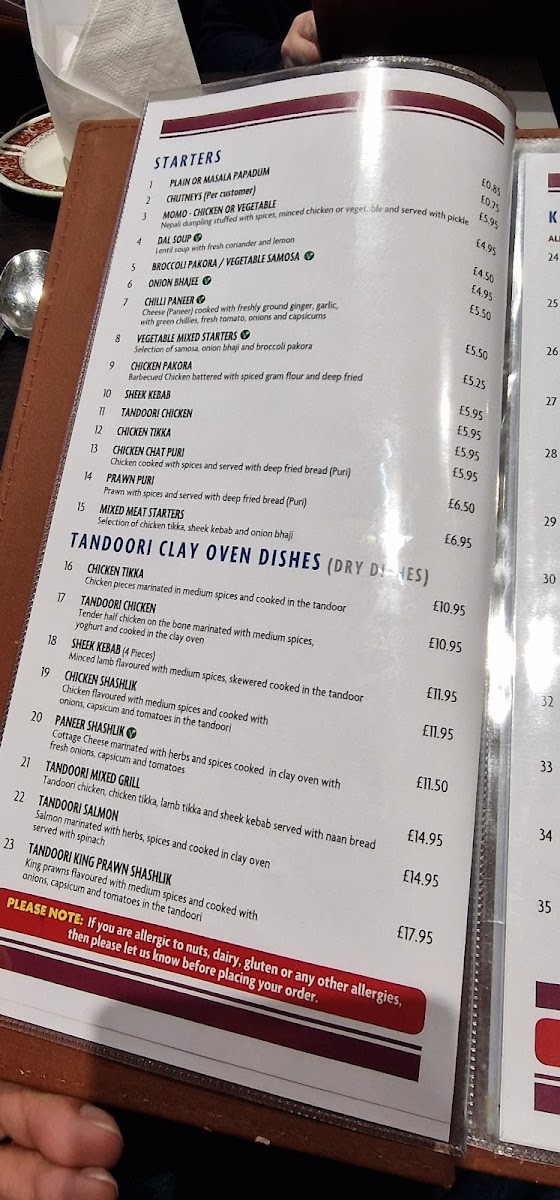 STARTERS
1 PLAIN OR MASALA PAPADUM £0.85
2 CHUTNEYS (Per customer) £0.75
3 MOMO - CHICKEN OR VEGETABLE £5.95
Nepali dumpling stuffed with spices, minced chicken or vegetable and served with pickle
4 DAL SOUP £4.95
Lentil soup with fresh coriander and lemon
5 BROCCOLI PAKORA / VEGETABLE SAMOSA £4.50
6 ONION BHAJEE £4.95
7 CHILLI PANEER £5.50
Cheese (Paneer) cooked with freshly ground ginger, garlic,
with green chillies, fresh tomato, onions and capsicums
8 VEGETABLE MIXED STARTERS £5.50
Selection of samosa, onion bhaji and broccoli pakora
9 CHICKEN PAKORA £5.25
Barbecued Chicken battered with spiced gram flour and deep fried
10 SHEEK KEBAB £5.95
11 TANDOORI CHICKEN £5.95
12 CHICKEN TIKKA £5.95
13 CHICKEN CHAT PURI £5.95
Chicken cooked with spices and served with deep fried bread (Puri)
14 PRAWN PURI £6.50
Prawn with spices and served with deep fried bread (Puri)
15 MIXED MEAT STARTERS £6.95
Selection of chicken tikka, sheek kebab and onion bhaji
TANDOORI CLAY OVEN DISHES (DRY DISHES)
16 CHICKEN TIKKA £10.95
Chicken pieces marinated in medium spices and cooked in the tandoor
17 TANDOORI CHICKEN £10.95
Tender half chicken on the bone marinated with medium spices,
yoghurt and cooked in the clay oven
18 SHEEK KEBAB (4 Pieces) £11.95
Minced lamb flavoured with medium spices, skewered cooked in the tandoor
19 CHICKEN SHASHLIK £11.95
Chicken flavoured with medium spices and cooked with
onions, capsicum and tomatoes in the tandoori
20 PANEER SHASHLIK £11.50
Cottage Cheese marinated with herbs and spices cooked in clay oven with
fresh onions, capsicum and tomatoes
21 TANDOORI MIXED GRILL £14.95
Tandoori chicken, chicken tikka, lamb tikka and sheek kebab served with naan bread
22 TANDOORI SALMON £14.95
Salmon marinated with herbs, spices and cooked in clay oven
served with spinach
23 TANDOORI KING PRAWN SHASHLIK £17.95
King prawns flavoured with medium spices and cooked with
onions, capsicum and tomatoes in the tandoori
PLEASE NOTE: If you are allergic to nuts, dairy, gluten or any other allergies,
then please let us know before placing your order.
K
24
25
26
27
28
29
30
32
33
34
35